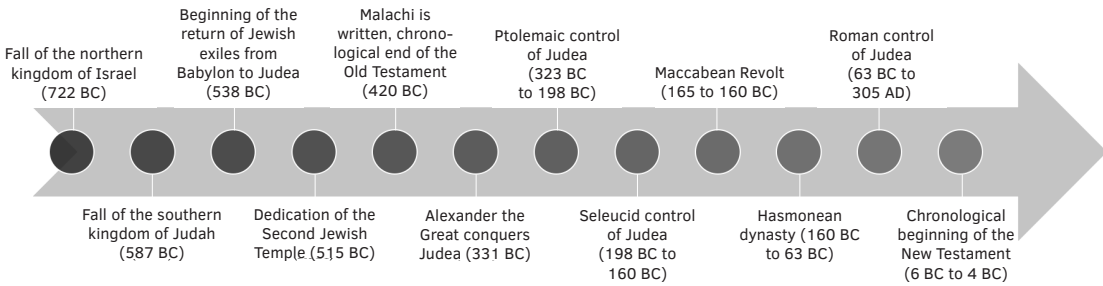 Fall of the northern
kingdom of Israel
(722 BC)
Fall of the southern
kingdom of Judah
(587 BC)
Beginning of the
return of Jewish
exiles from
Babylon to Judea
(538 BC)
Dedication of the
Second Jewish
Temple (515 BC)
Malachi is
written, chrono-
logical end of the
Old Testament
(420 BC)
Alexander the
Great conquers
Judea (331 BC)
Ptolemaic control
of Judea
(323 BC
to 198 BC)
Seleucid control
of Judea
(198 BC to
160 BC)
Maccabean Revolt
(165 to 160 BC)
Hasmonean
dynasty (160 BC
to 63 BC)
Roman control
of Judea
(63 BC to
305 AD)
Chronological
beginning of the
New Testament
(6 BC to 4 BC)